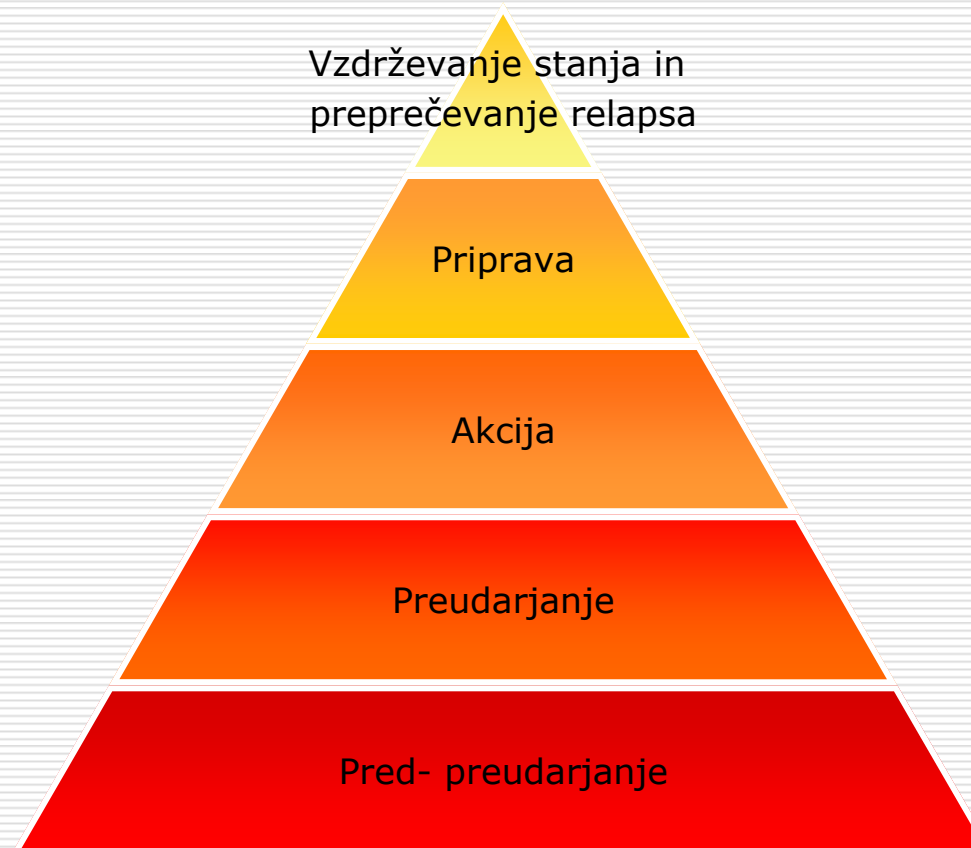 Vzdrževanje stanja in
preprečevanje relapsa
Priprava
Akcija
Preudarjanje
Pred- preudarjanje